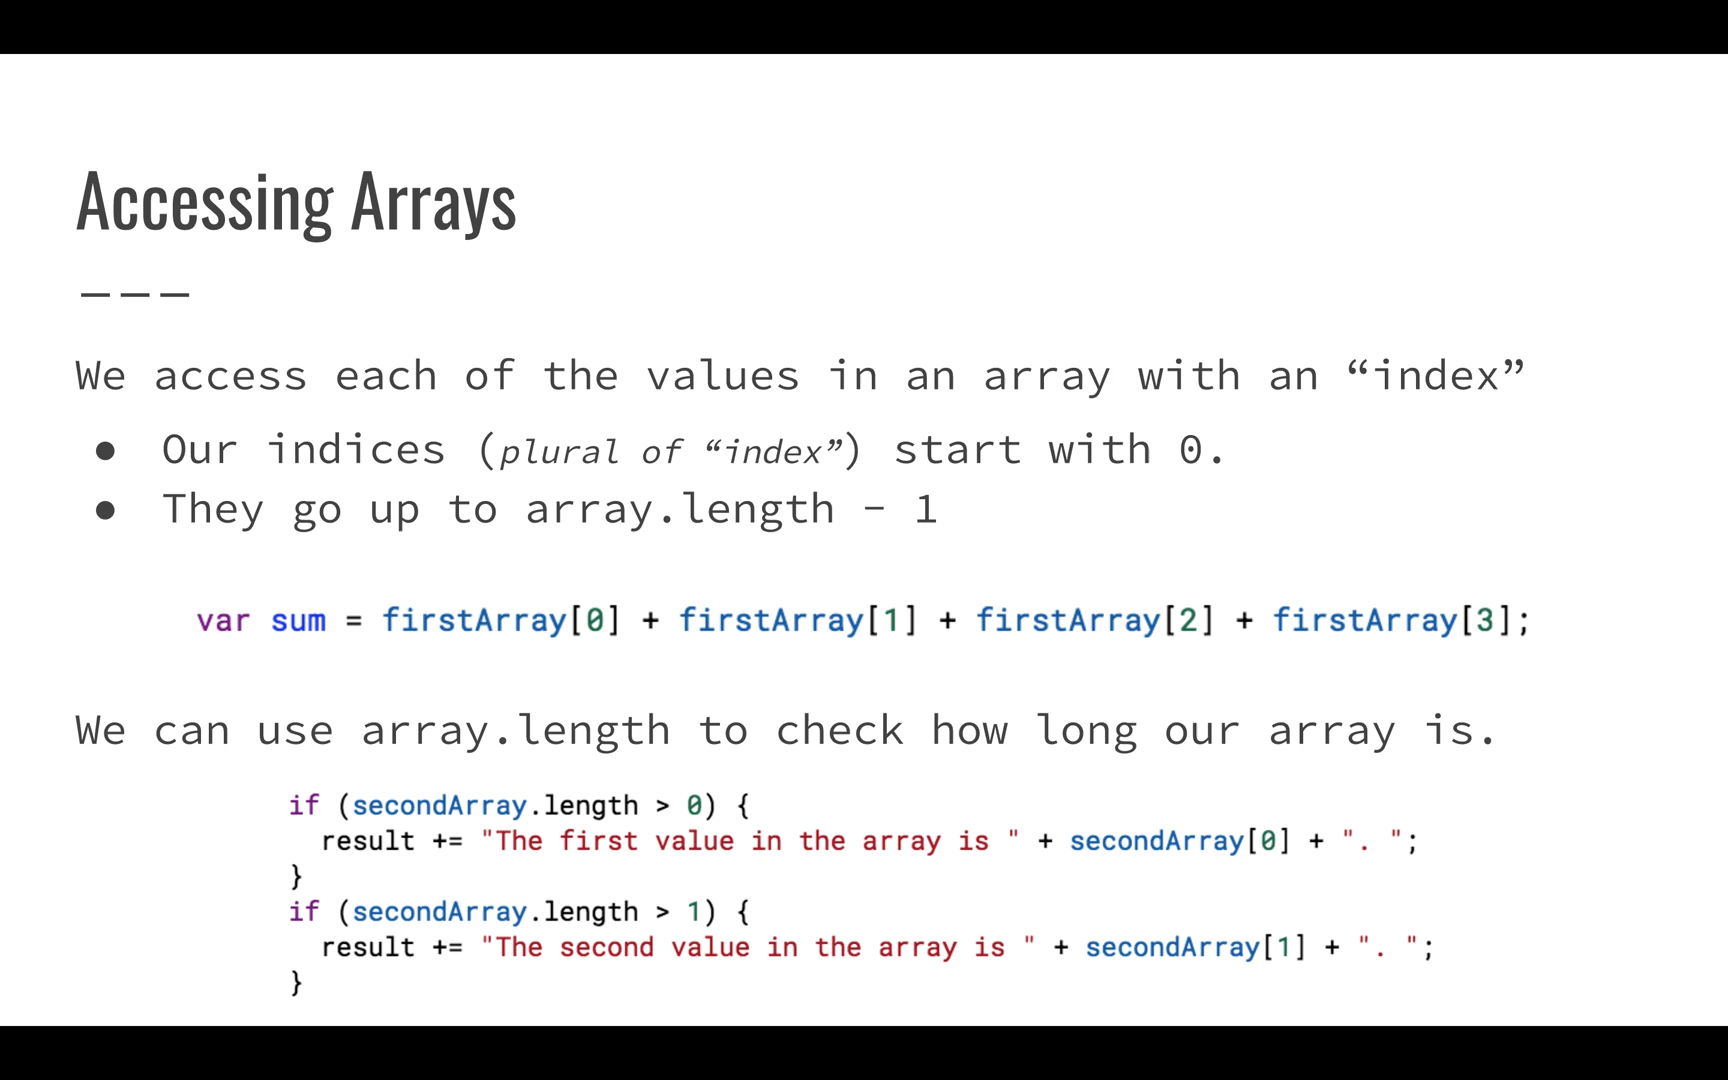 Accessing Arrays
———
We access each of the values in an array with an “index”
● Our indices (plural of “index”) start with 0.
● They go up to array.length - 1
var sum = firstArray[0] + firstArray[1] + firstArray[2] + firstArray[3];
We can use array.length to check how long our array is.
if (secondArray.length > 0) {
  result += "The first value in the array is " + secondArray[0] + ". ";
}
if (secondArray.length > 1) {
  result += "The second value in the array is " + secondArray[1] + ". ";
}